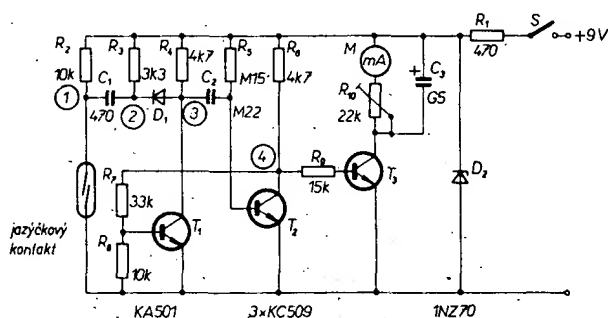 R2
10k
R3
3k3
R4
4k7
R5
M15
R6
4k7
M
mA
R10
22k
C3
+
G5
R1
470
S
+9V
1
C1
470
2
D1
3
C2
M22
4
R7
33k
R8
10k
T1
T2
R9
15k
T3
D2
jazýčkový
kontakt
KA501
3×KC509
1NZ70